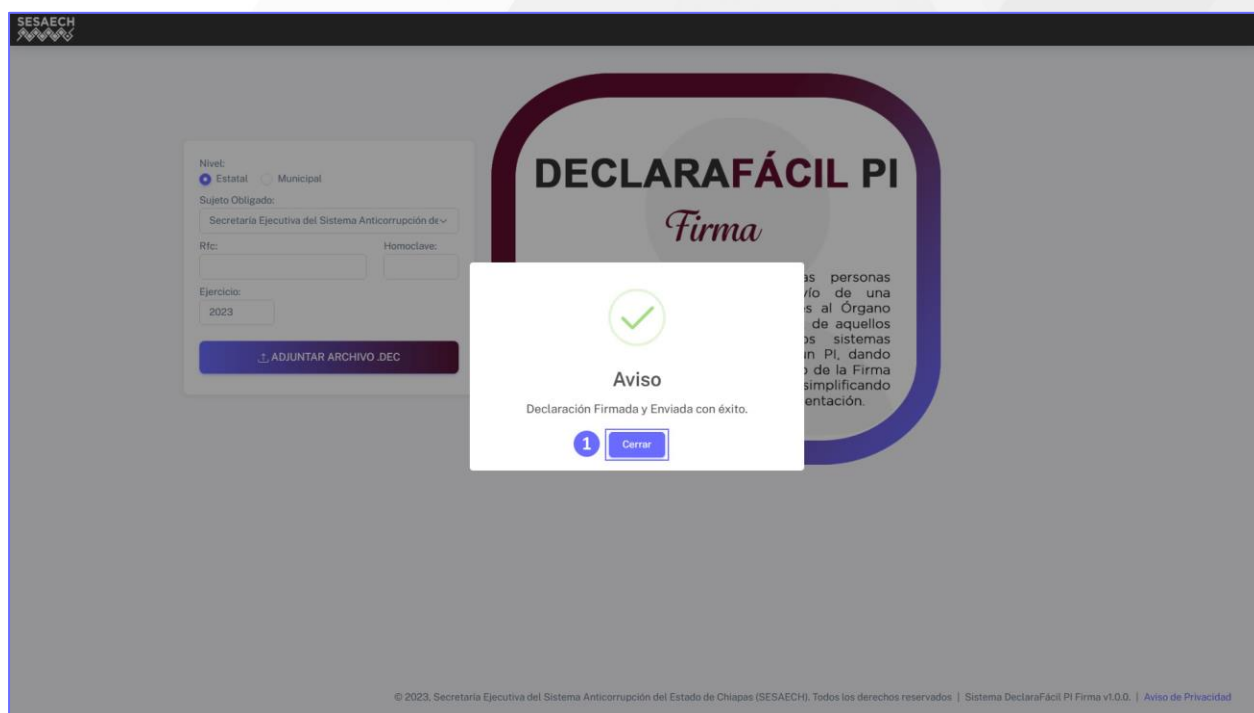 SESAECH
Nivel:
Estatal Municipal
Sujeto Obligado:
Secretaría Ejecutiva del Sistema Anticorrupción de
Rfc: Homoclave:
Ejercicio:
2023
ADJUNTAR ARCHIVO .DEC
DECLARAFÁCIL PI
Firma
as personas
ío de una
s al Órgano
de aquellos
os sistemas
un PI, dando
o de la Firma
simplificando
entación.
Aviso
Declaración Firmada y Enviada con éxito.
1 Cerrar
© 2023, Secretaría Ejecutiva del Sistema Anticorrupción del Estado de Chiapas (SESAECH). Todos los derechos reservados | Sistema DeclaraFácil PI Firma v1.0.0. | Aviso de Privacidad